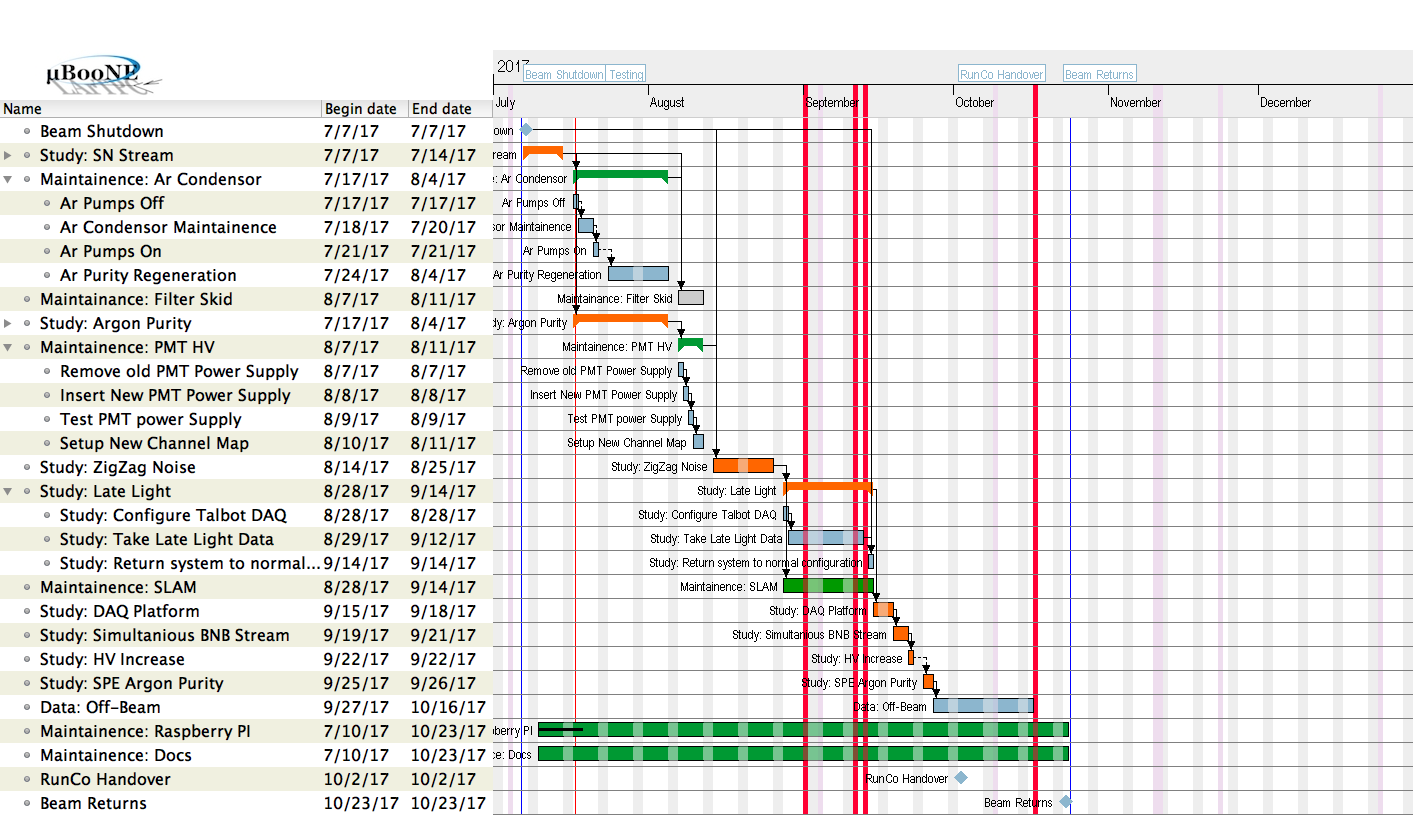 µBooNE
2017
Beam Shutdown Testing RunCo Handover Beam Returns
Name Begin date End date July August September October November December
Beam Shutdown 7/7/17 7/7/17 own
Study: SN Stream 7/7/17 7/14/17 ream
Maintainence: Ar Condensor 7/17/17 8/4/17 : Ar Condensor
Ar Pumps Off 7/17/17 7/17/17 Ar Pumps Off
Ar Condensor Maintainence 7/18/17 7/20/17 sor Maintainence
Ar Pumps On 7/21/17 7/21/17 Ar Pumps On
Ar Purity Regeneration 7/24/17 8/4/17 Ar Purity Regeneration
Maintainance: Filter Skid 8/7/17 8/11/17 Maintainance: Filter Skid
Study: Argon Purity 7/17/17 8/4/17 dy: Argon Purity
Maintainence: PMT HV 8/7/17 8/11/17 Maintainence: PMT HV
Remove old PMT Power Supply 8/7/17 8/7/17 Remove old PMT Power Supply
Insert New PMT Power Supply 8/8/17 8/8/17 Insert New PMT Power Supply
Test PMT power Supply 8/9/17 8/9/17 Test PMT power Supply
Setup New Channel Map 8/10/17 8/11/17 Setup New Channel Map
Study: ZigZag Noise 8/14/17 8/25/17 Study: ZigZag Noise
Study: Late Light 8/28/17 9/14/17 Study: Late Light
Study: Configure Talbot DAQ 8/28/17 8/28/17 Study: Configure Talbot DAQ
Study: Take Late Light Data 8/29/17 9/12/17 Study: Take Late Light Data
Study: Return system to normal... 9/14/17 9/14/17 Study: Return system to normal configuration
Maintainence: SLAM 8/28/17 9/14/17 Maintainence: SLAM
Study: DAQ Platform 9/15/17 9/18/17 Study: DAQ Platform
Study: Simultanious BNB Stream 9/19/17 9/21/17 Study: Simultanious BNB Stream
Study: HV Increase 9/22/17 9/22/17 Study: HV Increase
Study: SPE Argon Purity 9/25/17 9/26/17 Study: SPE Argon Purity
Data: Off-Beam 9/27/17 10/16/17 Data: Off-Beam
Maintainence: Raspberry PI 7/10/17 10/23/17 pberry PI
Maintainence: Docs 7/10/17 10/23/17 ce: Docs
RunCo Handover 10/2/17 10/2/17 RunCo Handover
Beam Returns 10/23/17 10/23/17 Beam Returns